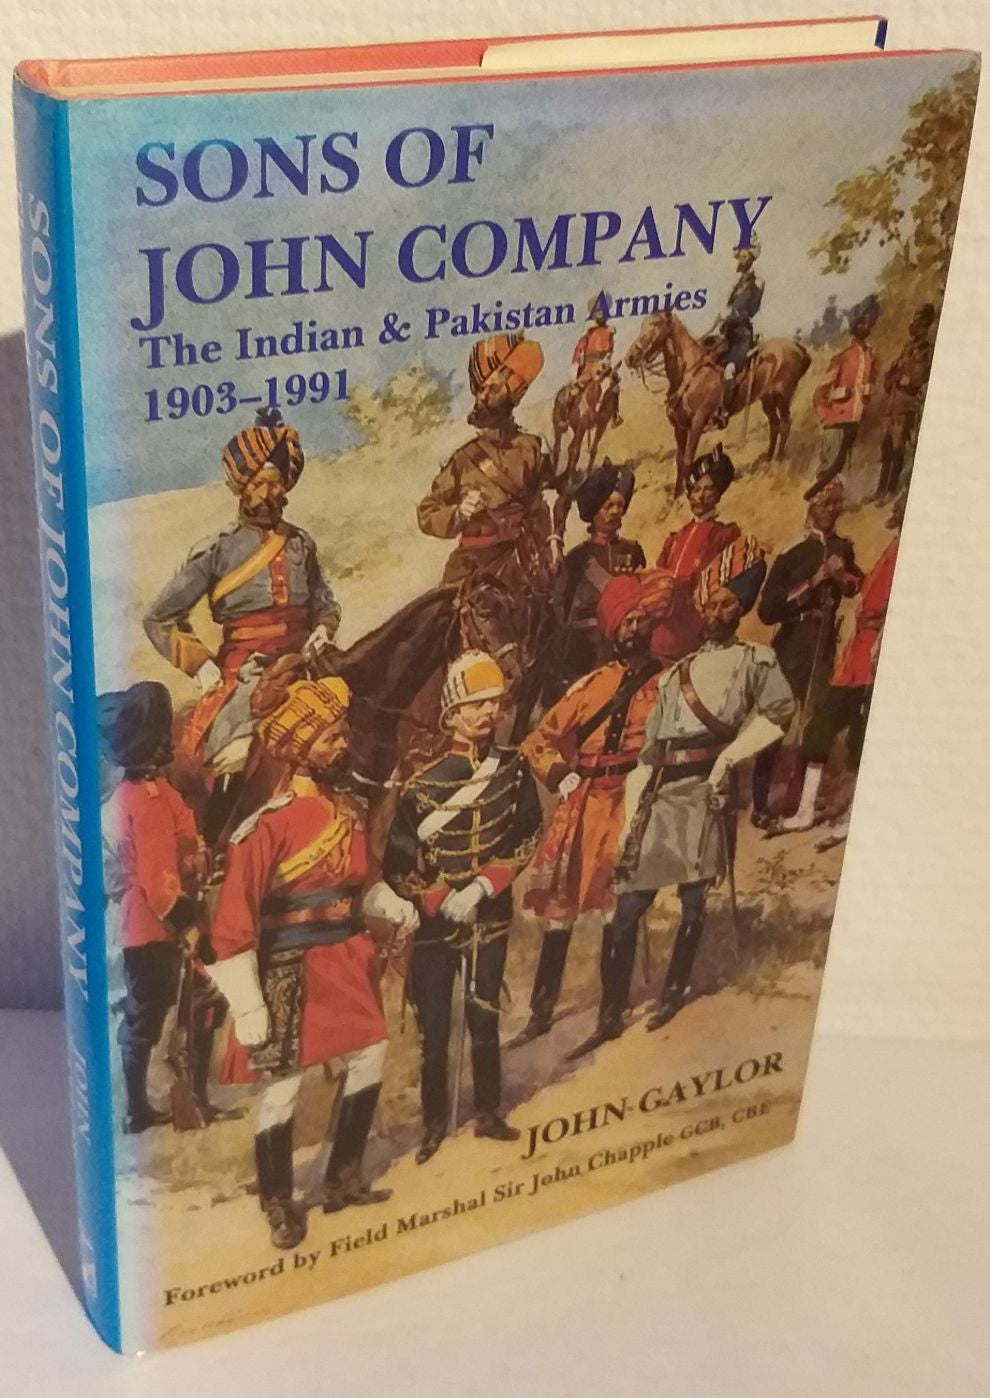 SONS OF
JOHN COMPANY
The Indian & Pakistan Armies
1903–1991
JOHN GAYLOR
Foreword by Field Marshal Sir John Chapple GCB, CBE
SONS OF JOHN COMPANY JOHN